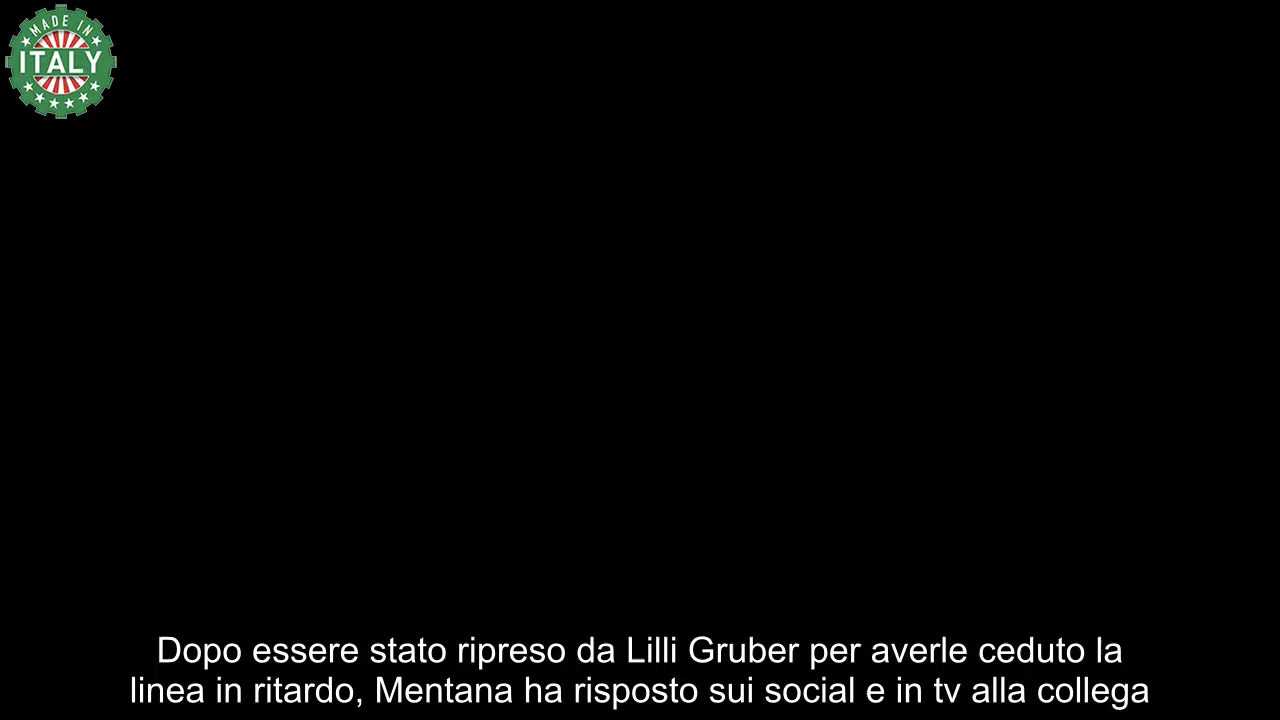 MADE IN
ITALY
Dopo essere stato ripreso da Lilli Gruber per averle ceduto la
linea in ritardo, Mentana ha risposto sui social e in tv alla collega